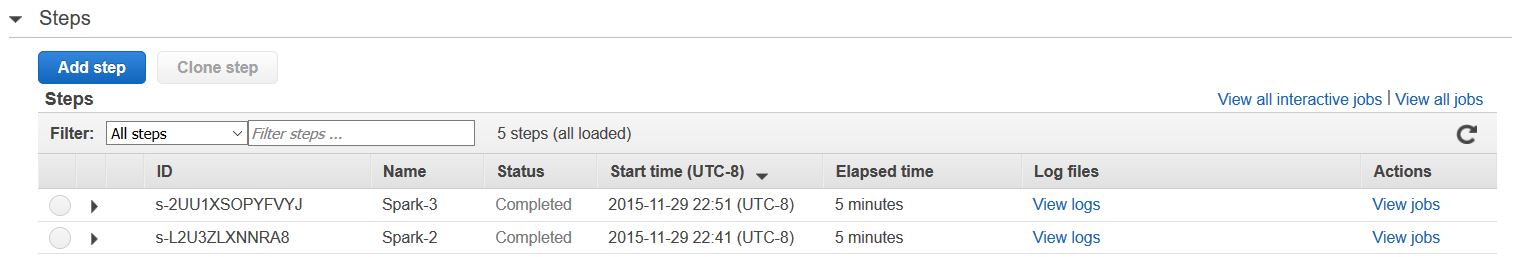 Steps
Add step Clone step
Steps View all interactive jobs | View all jobs
Filter: All steps Filter steps ... 5 steps (all loaded)
ID Name Status Start time (UTC-8) Elapsed time Log files Actions
s-2UU1XSOPYFVYJ Spark-3 Completed 2015-11-29 22:51 (UTC-8) 5 minutes View logs View jobs
s-L2U3ZLXNNRA8 Spark-2 Completed 2015-11-29 22:41 (UTC-8) 5 minutes View logs View jobs